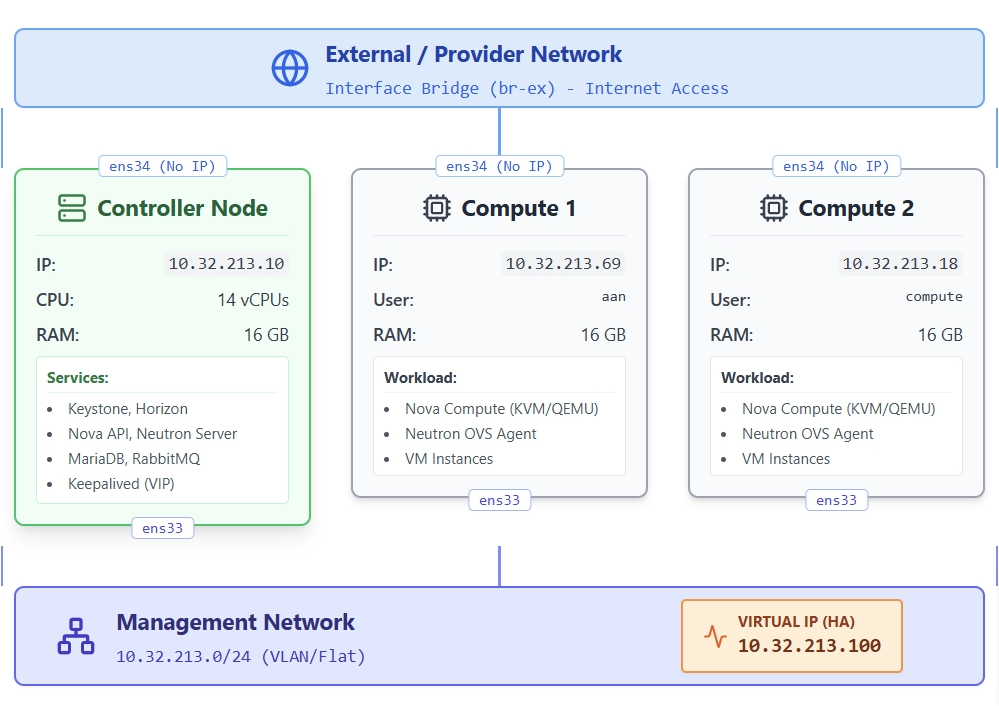 External / Provider Network
Interface Bridge (br-ex) - Internet Access
ens34 (No IP)
Controller Node
IP: 10.32.213.10
CPU: 14 vCPUs
RAM: 16 GB
Services:
• Keystone, Horizon
• Nova API, Neutron Server
• MariaDB, RabbitMQ
• Keepalived (VIP)
ens33
ens34 (No IP)
Compute 1
IP: 10.32.213.69
User: aan
RAM: 16 GB
Workload:
• Nova Compute (KVM/QEMU)
• Neutron OVS Agent
• VM Instances
ens33
ens34 (No IP)
Compute 2
IP: 10.32.213.18
User: compute
RAM: 16 GB
Workload:
• Nova Compute (KVM/QEMU)
• Neutron OVS Agent
• VM Instances
ens33
Management Network
10.32.213.0/24 (VLAN/Flat)
VIRTUAL IP (HA)
10.32.213.100